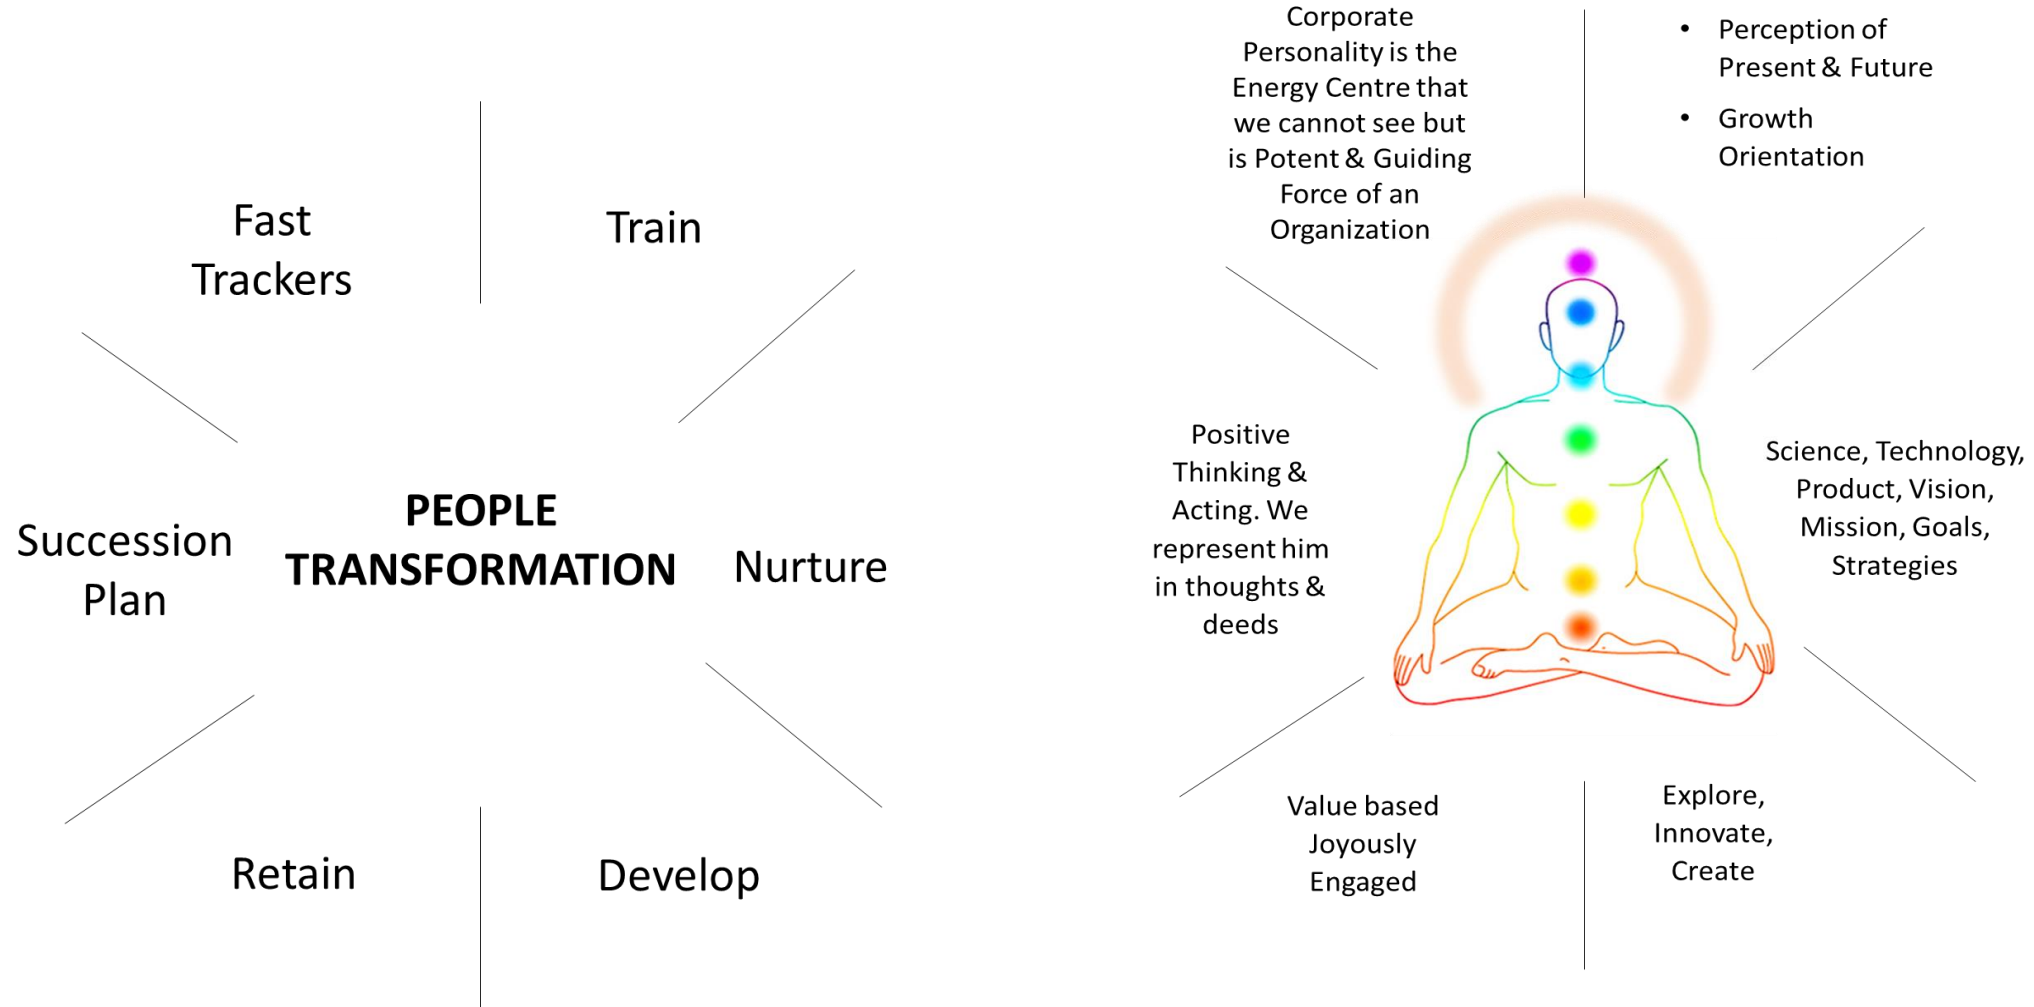 Fast
Trackers
Train
Succession
Plan
PEOPLE
TRANSFORMATION
Nurture
Retain
Develop
Corporate
Personality is the
Energy Centre that
we cannot see but
is Potent & Guiding
Force of an
Organization
• Perception of
Present & Future
• Growth
Orientation
Positive
Thinking &
Acting. We
represent him
in thoughts &
deeds
Science, Technology,
Product, Vision,
Mission, Goals,
Strategies
Value based
Joyously
Engaged
Explore,
Innovate,
Create